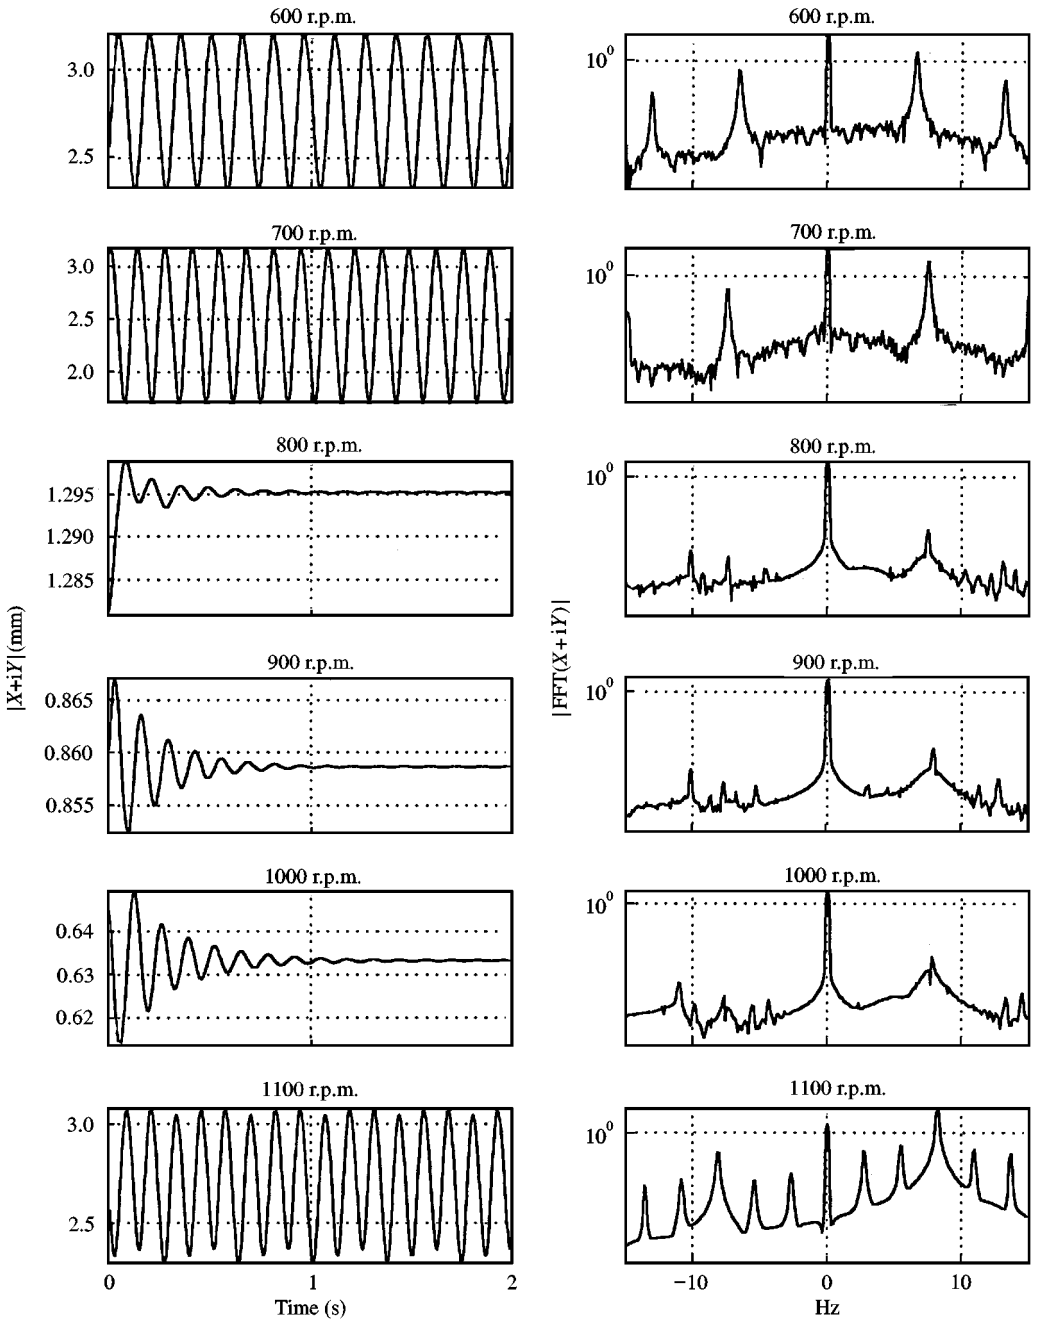 600 r.p.m.
3.0
2.5
600 r.p.m.
10⁰
700 r.p.m.
3.0
2.5
2.0
700 r.p.m.
10⁰
800 r.p.m.
1.295
1.290
1.285
800 r.p.m.
10⁰
|X+iY|(mm)
|FFT(X+iY)|
900 r.p.m.
0.865
0.860
0.855
900 r.p.m.
10⁰
1000 r.p.m.
0.64
0.63
0.62
1000 r.p.m.
10⁰
1100 r.p.m.
3.0
2.5
0 1 2
Time (s)
1100 r.p.m.
10⁰
−10 0 10
Hz